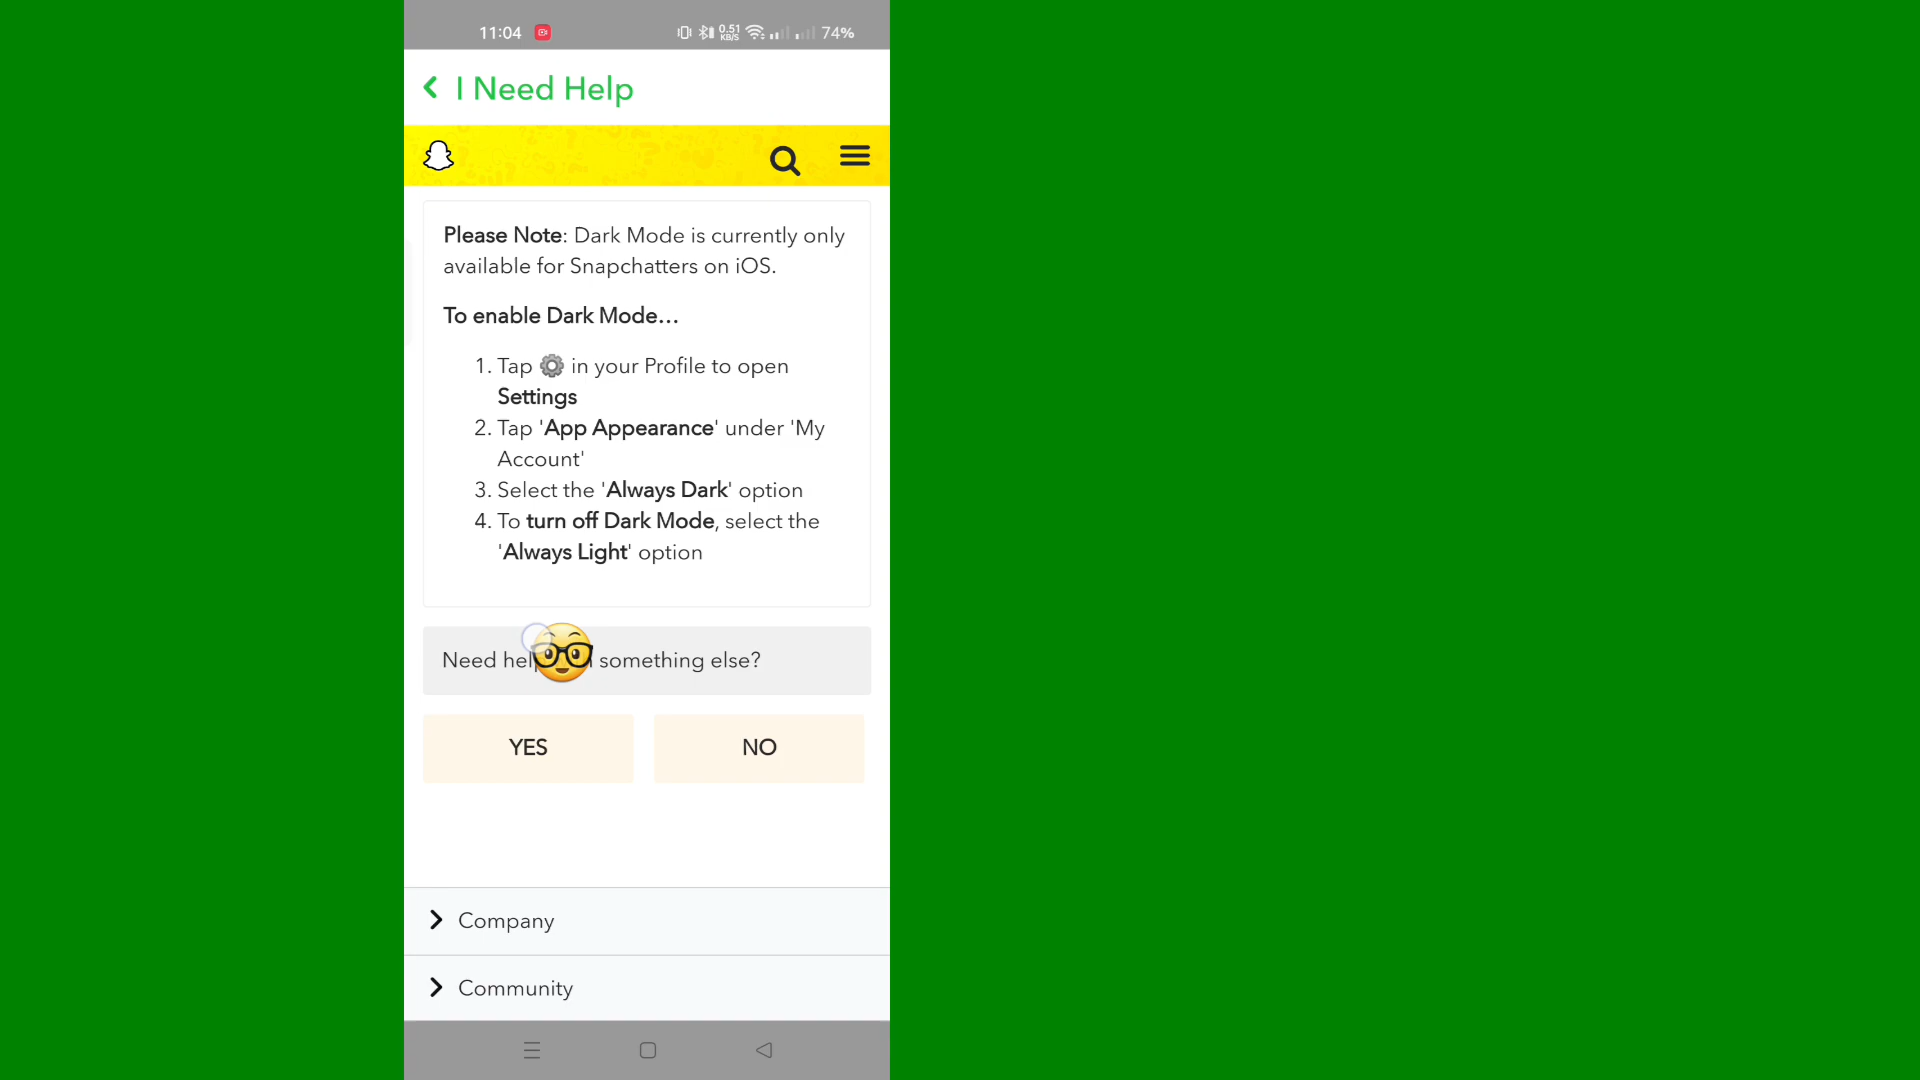 11:04 0.51 KB/S 74%
I Need Help
Please Note: Dark Mode is currently only
available for Snapchatters on iOS.
To enable Dark Mode...
1. Tap in your Profile to open
Settings
2. Tap 'App Appearance' under 'My
Account'
3. Select the 'Always Dark' option
4. To turn off Dark Mode, select the
'Always Light' option
Need something else?
YES NO
Company
Community